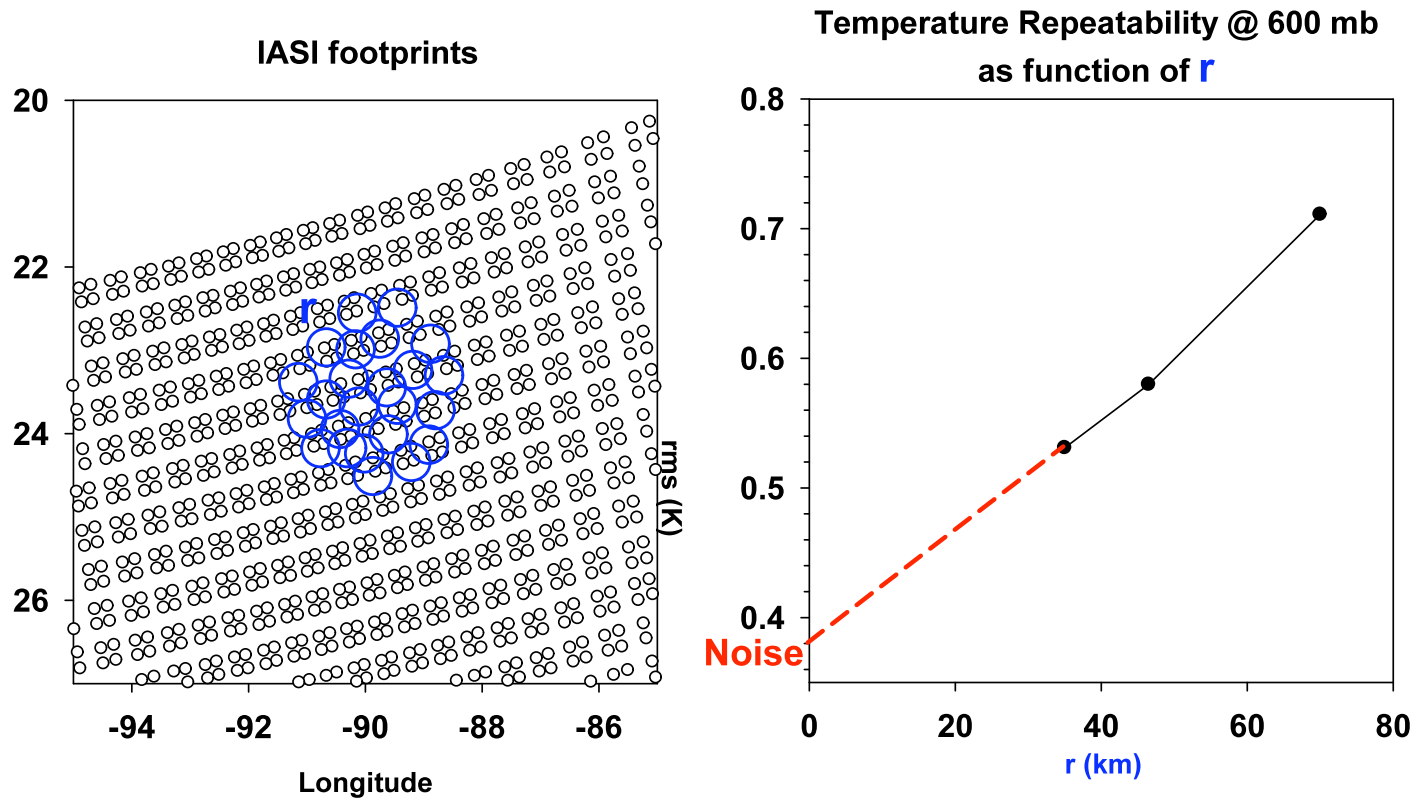 IASI footprints
20
22
24
26
-94
-92
-90
-88
-86
Longitude
r
Temperature Repeatability @ 600 mb
as function of r
rms (K)
0.8
0.7
0.6
0.5
0.4
Noise
0
20
40
60
80
r (km)